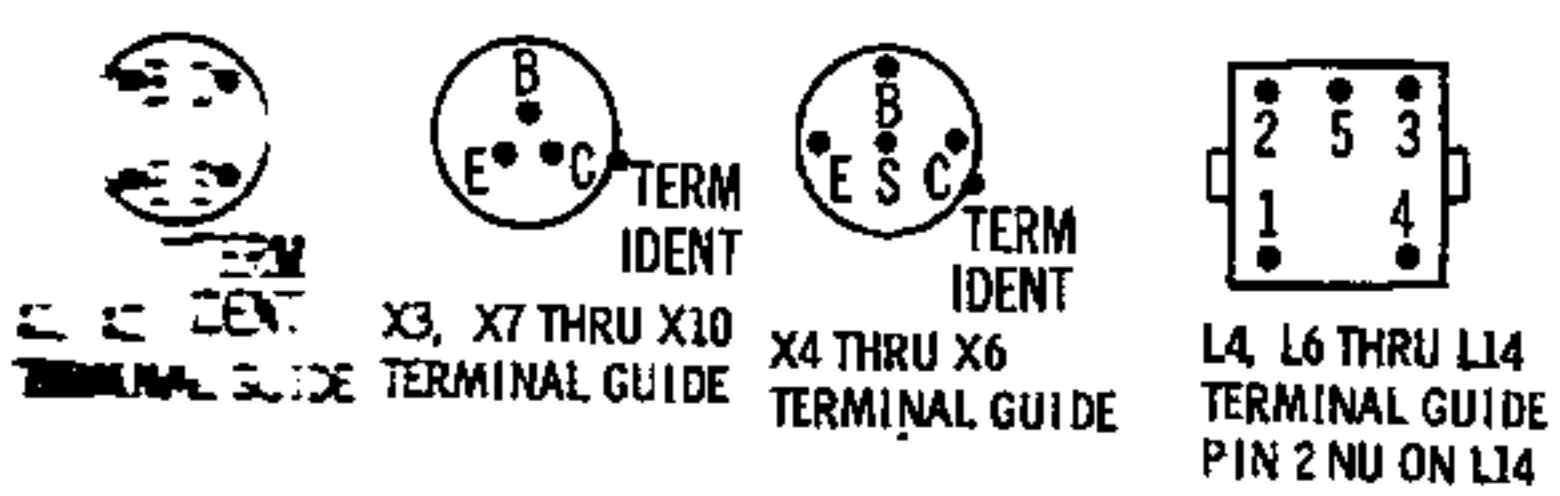 B
E C
TERM
IDENT
X3, X7 THRU X10
TERMINAL GUIDE
B
E S C
TERM
IDENT
X4 THRU X6
TERMINAL GUIDE
2 5 3
1 4
L4, L6 THRU L14
TERMINAL GUIDE
PIN 2 NU ON L14